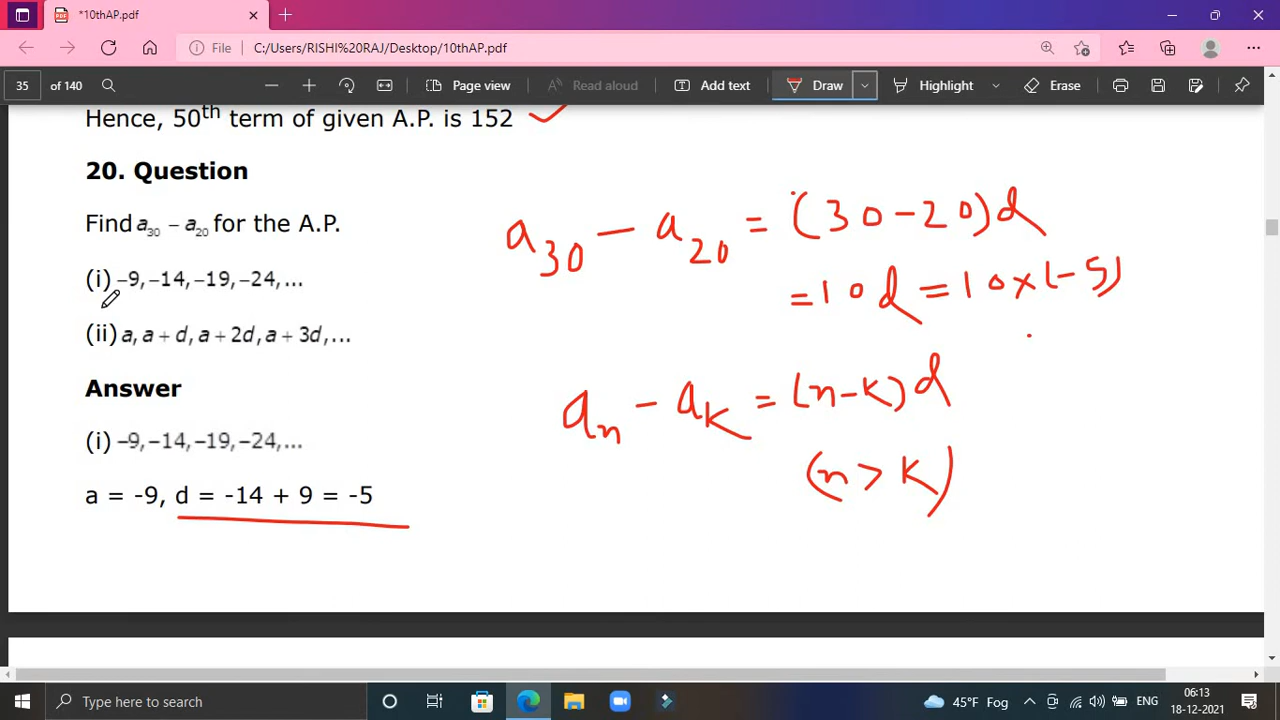 *10thAP.pdf
File C:/Users/RISHI%20RAJ/Desktop/10thAP.pdf
35 of 140 Page view Read aloud Add text Draw Highlight Erase
Hence, 50th term of given A.P. is 152
20. Question
Find a30 – a20 for the A.P.
(i) –9, –14, –19, –24, ...
(ii) a, a + d, a + 2d, a + 3d, ...
Answer
(i) –9, –14, –19, –24, ...
a = -9, d = -14 + 9 = -5
a30 – a20 = (30-20)d
=10d = 10×(-5)
an – ak = (n-k)d
(n > k)
Type here to search
45°F Fog ENG 06:13
18-12-2021